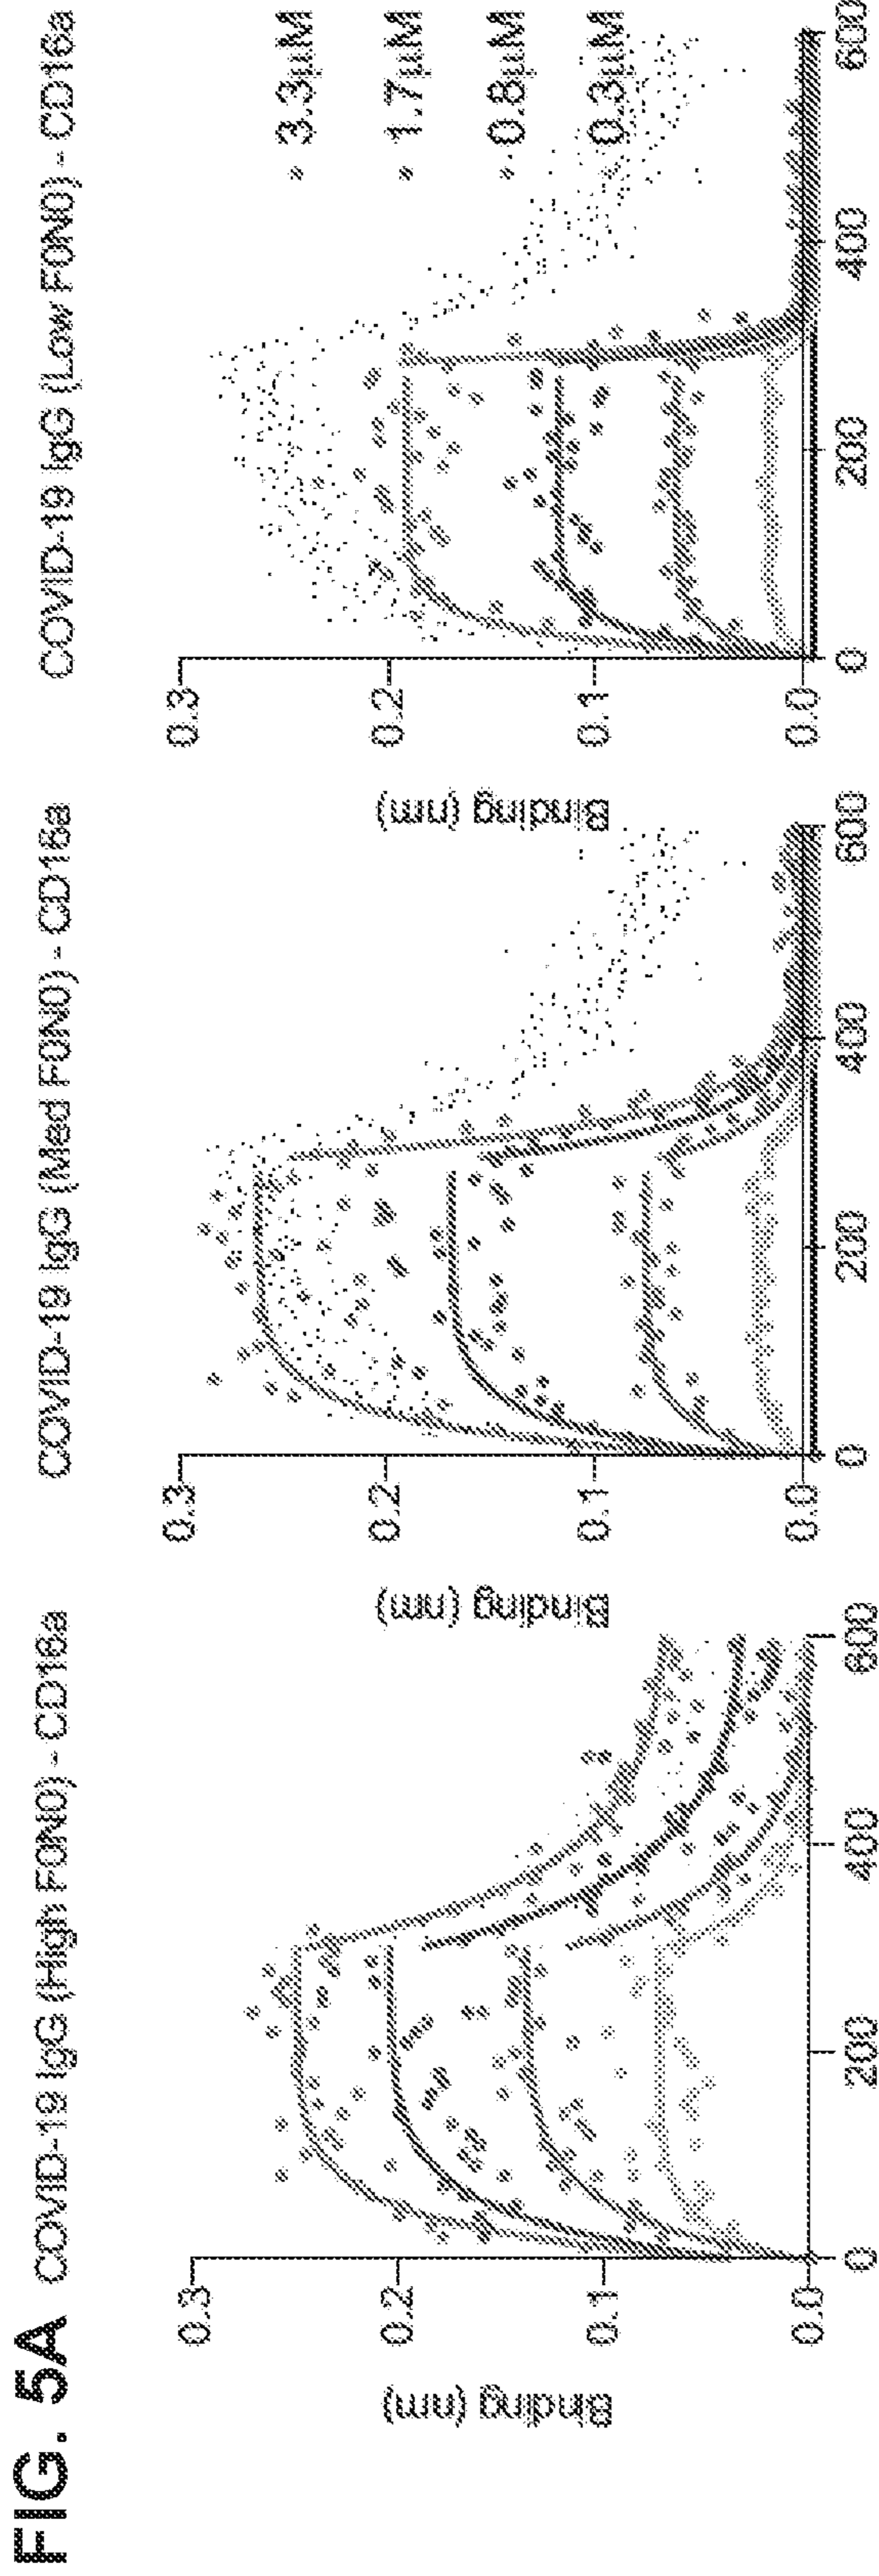 FIG. 5A
COVID-19 IgG (High F0N0) - CD16a
Binding (nm)
0.3
0.2
0.1
0.0
0
200
400
600
COVID-19 IgG (Med F0N0) - CD16a
Binding (nm)
0.3
0.2
0.1
0.0
0
200
400
600
COVID-19 IgG (Low F0N0) - CD16a
Binding (nm)
0.3
0.2
0.1
0.0
0
200
400
600
3.3μM
1.7μM
0.8μM
0.3μM